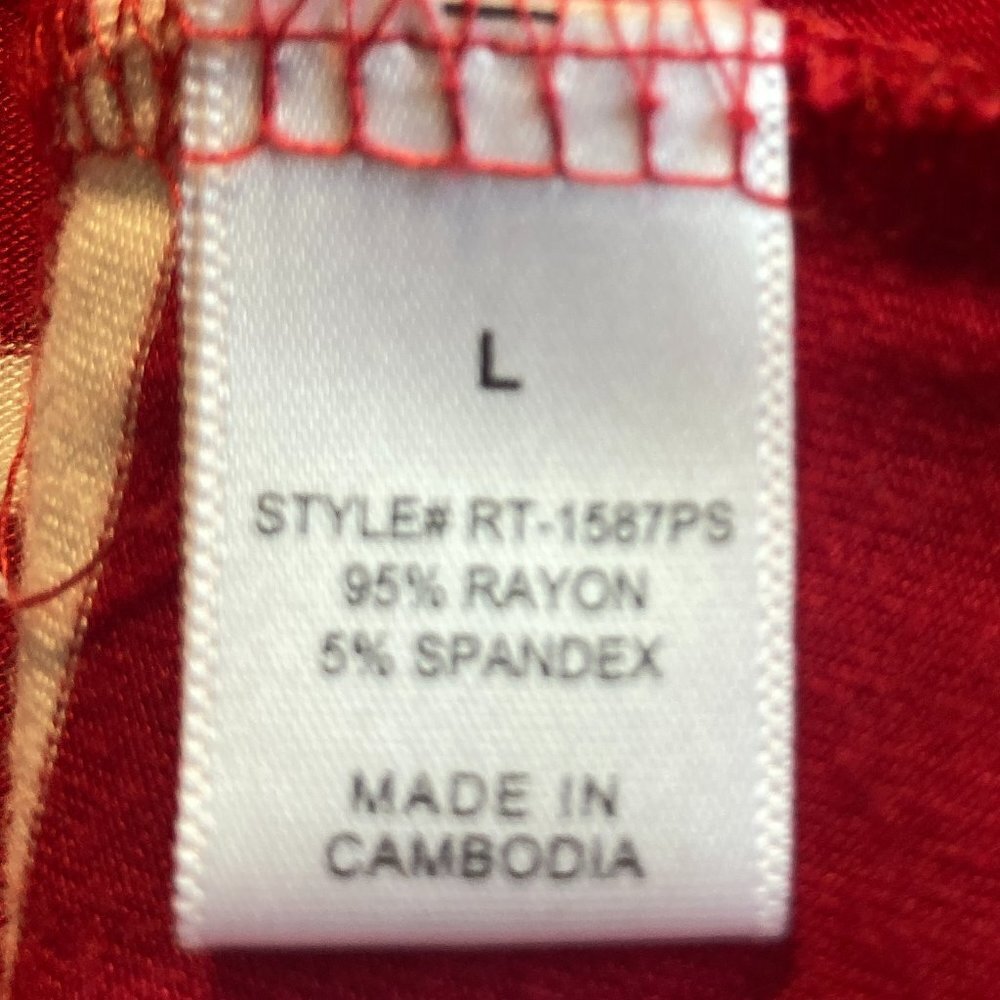 L
STYLE# RT-1587PS
95% RAYON
5% SPANDEX
MADE IN
CAMBODIA